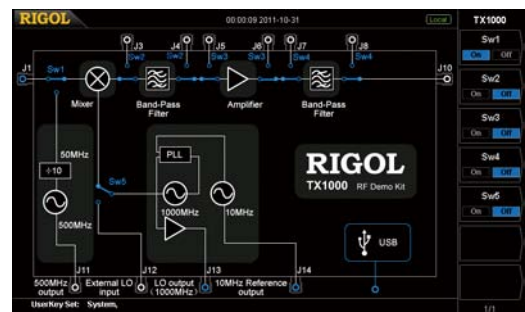 RIGOL 00:00:09 2011-10-31 Local TX1000
J3 J4 J5 J6 J7 J8
Sw2 Sw2 Sw3 Sw3 Sw4 Sw4
J1 Sw1 J10
Mixer Band-Pass Filter Amplifier Band-Pass Filter
50MHz
÷10
500MHz
Sw5
PLL
1000MHz
10MHz
RIGOL
TX1000 RF Demo Kit
USB
J11 J12 J13 J14
500MHz output
External LO input
LO output (1000MHz)
10MHz Reference output
UserKey Set: System,
Sw1
On Off
Sw2
On Off
Sw3
On Off
Sw4
On Off
Sw5
On Off
1/1